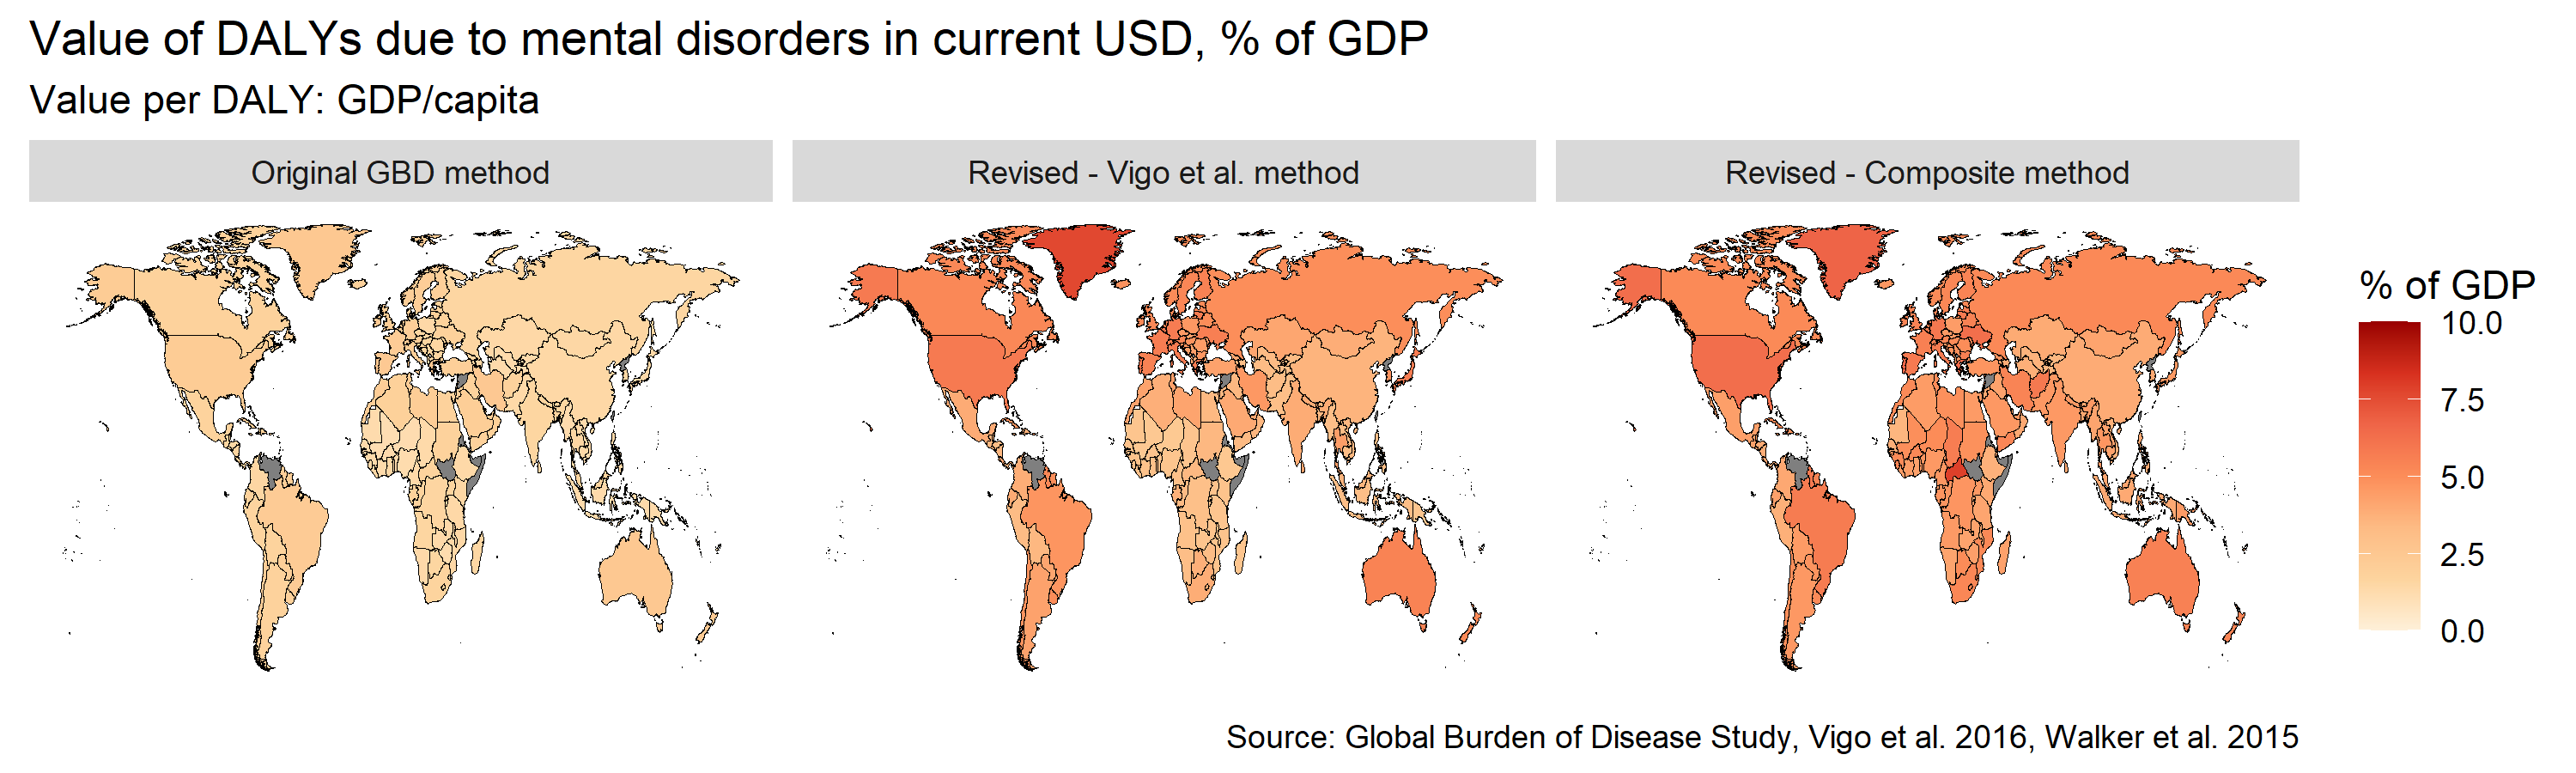 Value of DALYs due to mental disorders in current USD, % of GDP
Value per DALY: GDP/capita
Original GBD method
Revised - Vigo et al. method
Revised - Composite method
% of GDP
10.0
7.5
5.0
2.5
0.0
Source: Global Burden of Disease Study, Vigo et al. 2016, Walker et al. 2015